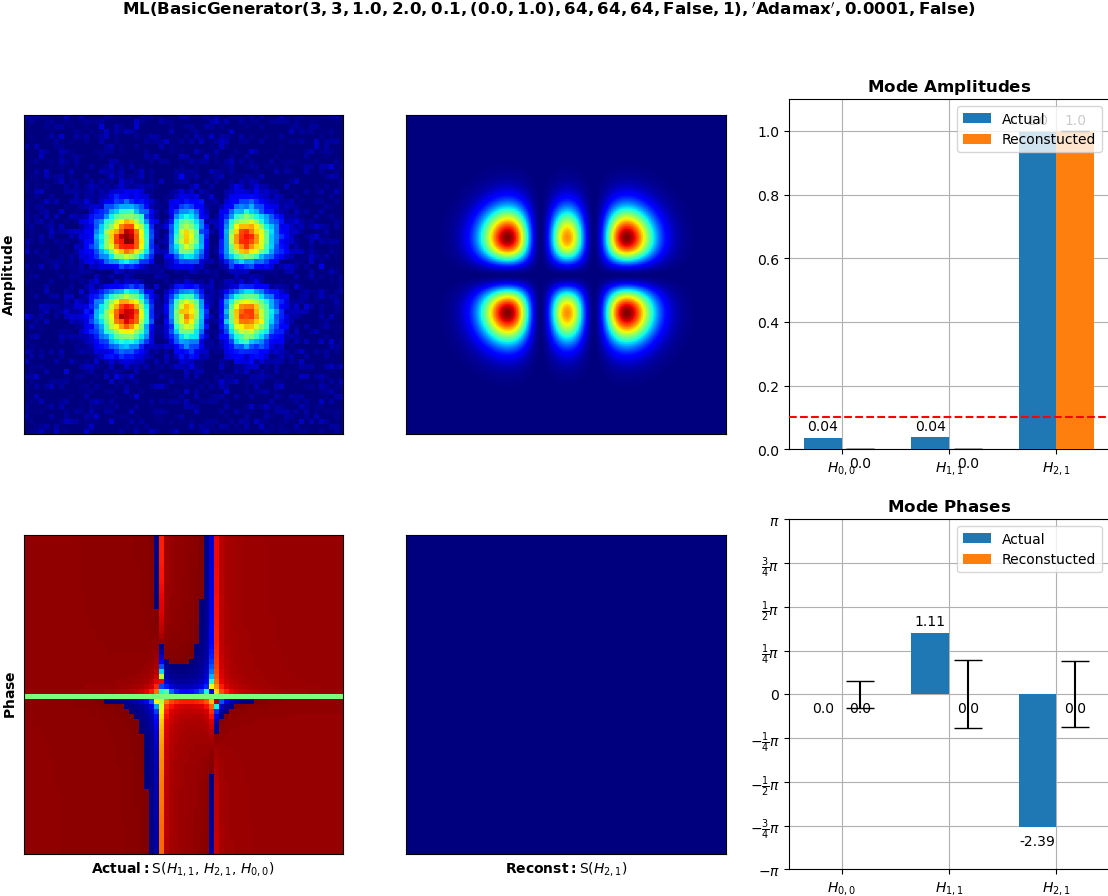 ML(BasicGenerator(3, 3, 1.0, 2.0, 0.1, (0.0, 1.0), 64, 64, 64, False, 1), 'Adamax', 0.0001, False)
Mode Amplitudes
Actual
Reconstucted
1.0
1.0
0.8
0.6
0.4
0.2
0.0
0.04
0.0
0.04
0.0
H0,0
H1,1
H2,1
Amplitude
Mode Phases
Actual
Reconstucted
π
3/4π
1/2π
1/4π
0
−1/4π
−1/2π
−3/4π
−π
0.0
0.0
1.11
0.0
-2.39
0.0
H0,0
H1,1
H2,1
Phase
Actual: S(H1,1, H2,1, H0,0)
Reconst: S(H2,1)